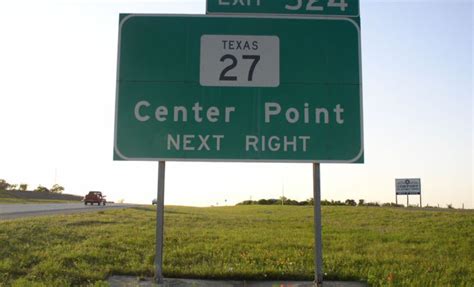 EXIT 524
TEXAS
27
Center Point
NEXT RIGHT